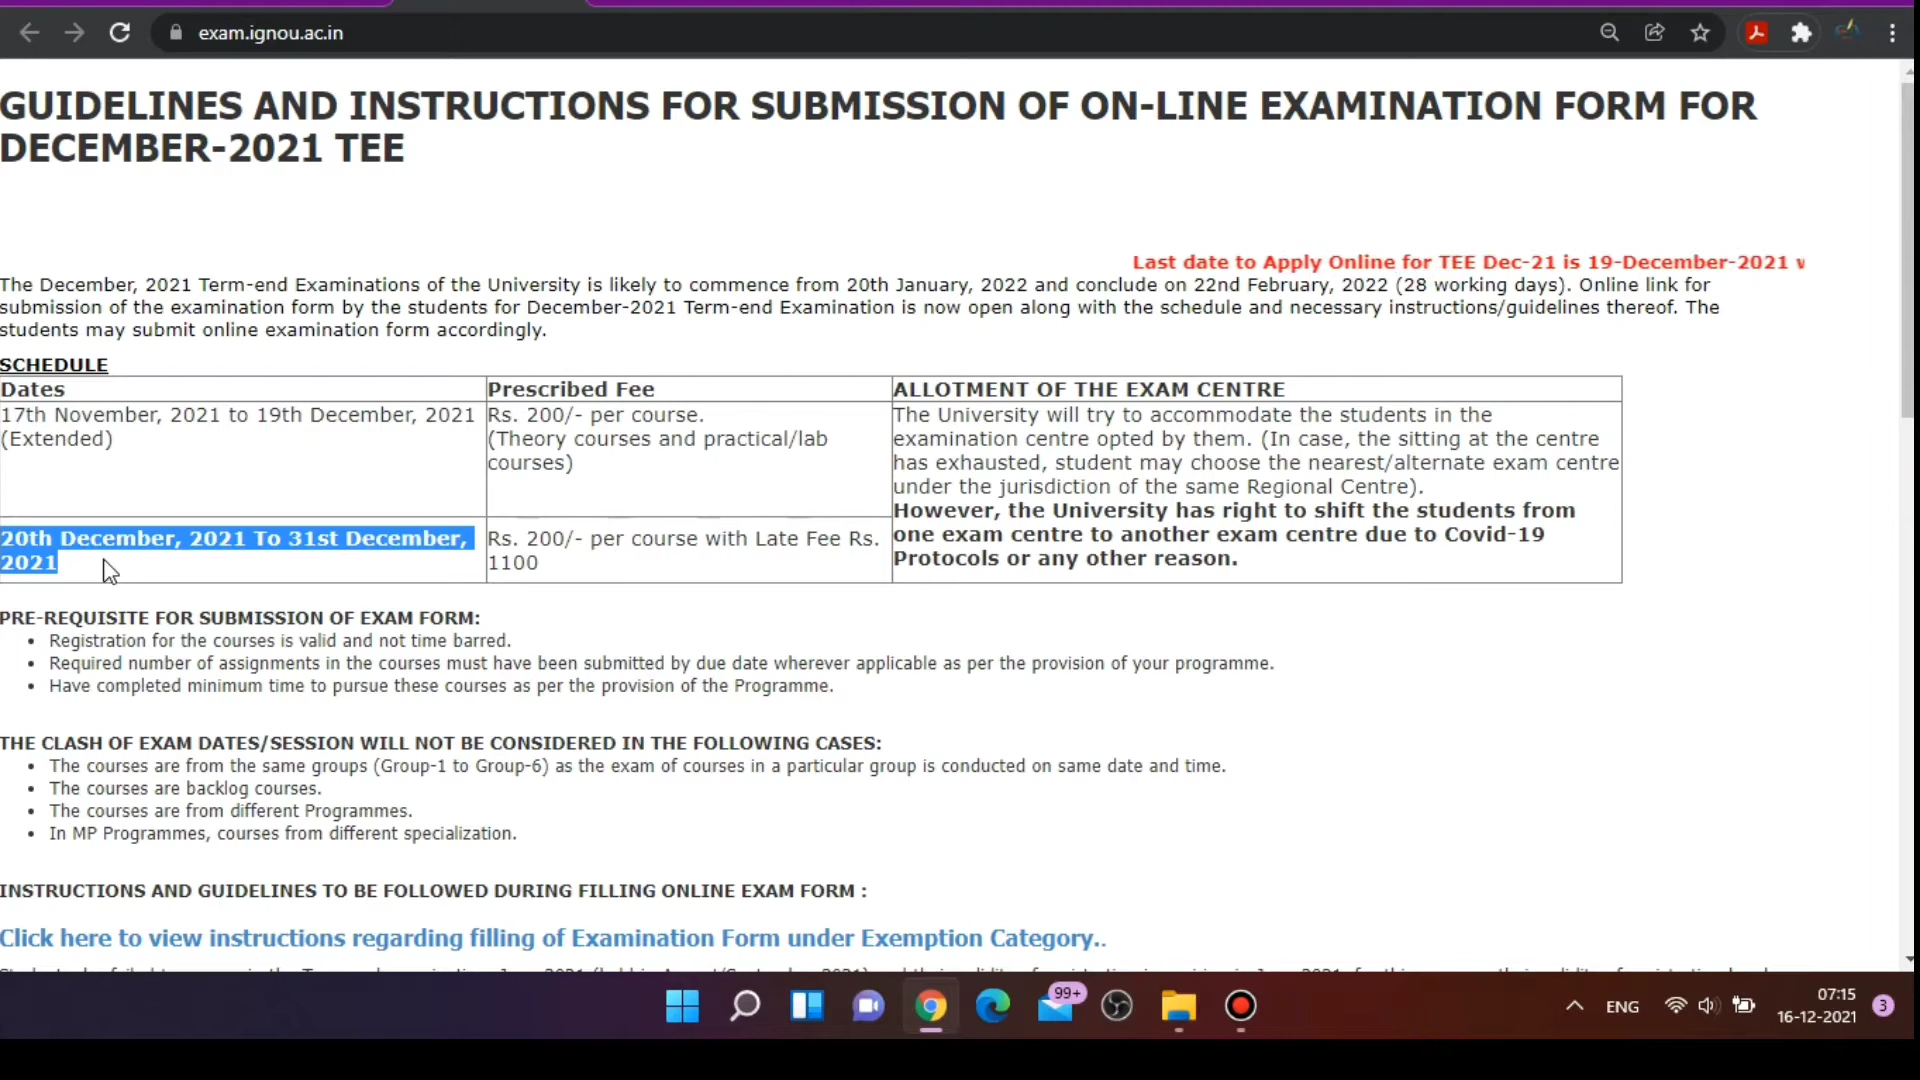 exam.ignou.ac.in
GUIDELINES AND INSTRUCTIONS FOR SUBMISSION OF ON-LINE EXAMINATION FORM FOR
DECEMBER-2021 TEE
Last date to Apply Online for TEE Dec-21 is 19-December-2021
The December, 2021 Term-end Examinations of the University is likely to commence from 20th January, 2022 and conclude on 22nd February, 2022 (28 working days). Online link for
submission of the examination form by the students for December-2021 Term-end Examination is now open along with the schedule and necessary instructions/guidelines thereof. The
students may submit online examination form accordingly.
SCHEDULE
Dates
Prescribed Fee
ALLOTMENT OF THE EXAM CENTRE
17th November, 2021 to 19th December, 2021
(Extended)
Rs. 200/- per course.
(Theory courses and practical/lab
courses)
The University will try to accommodate the students in the
examination centre opted by them. (In case, the sitting at the centre
has exhausted, student may choose the nearest/alternate exam centre
under the jurisdiction of the same Regional Centre).
However, the University has right to shift the students from
one exam centre to another exam centre due to Covid-19
Protocols or any other reason.
20th December, 2021 To 31st December,
2021
Rs. 200/- per course with Late Fee Rs.
1100
PRE-REQUISITE FOR SUBMISSION OF EXAM FORM:
• Registration for the courses is valid and not time barred.
• Required number of assignments in the courses must have been submitted by due date wherever applicable as per the provision of your programme.
• Have completed minimum time to pursue these courses as per the provision of the Programme.
THE CLASH OF EXAM DATES/SESSION WILL NOT BE CONSIDERED IN THE FOLLOWING CASES:
• The courses are from the same groups (Group-1 to Group-6) as the exam of courses in a particular group is conducted on same date and time.
• The courses are backlog courses.
• The courses are from different Programmes.
• In MP Programmes, courses from different specialization.
INSTRUCTIONS AND GUIDELINES TO BE FOLLOWED DURING FILLING ONLINE EXAM FORM :
Click here to view instructions regarding filling of Examination Form under Exemption Category..
99+
ENG
07:15
16-12-2021
3